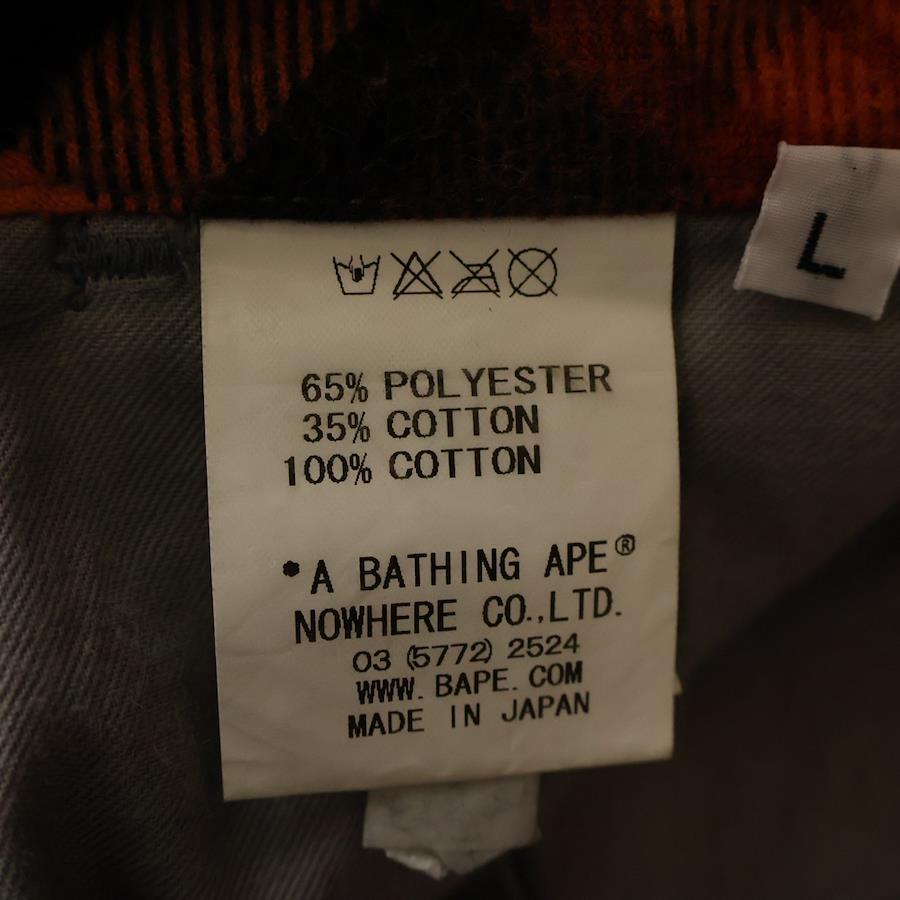 L
65% POLYESTER
35% COTTON
100% COTTON
•A BATHING APE®
NOWHERE CO.,LTD.
03 (5772) 2524
WWW. BAPE. COM
MADE IN JAPAN